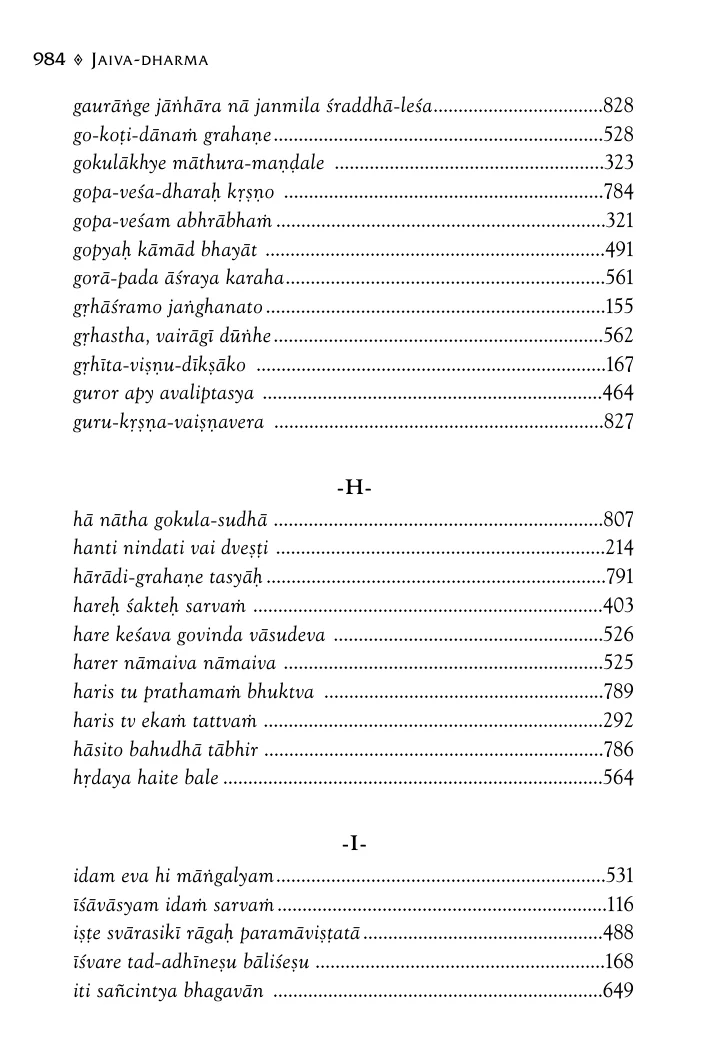 984 ◊ JAIVA-DHARMA
gaurāṅge jāṅhāra nā janmila śraddhā-leśa..................................828
go-koṭi-dānaṁ grahaṇe..................................................................528
gokulākhye māthura-maṇḍale ......................................................323
gopa-veśa-dharaḥ kṛṣṇo ................................................................784
gopa-veśam abhrābhaṁ..................................................................321
gopyaḥ kāmād bhayāt ....................................................................491
gorā-pada āśraya karaha................................................................561
gṛhāśramo jaṅghanato....................................................................155
gṛhastha, vairāgī dūṅhe..................................................................562
gṛhīta-viṣṇu-dīkṣāko ......................................................................167
guror apy avaliptasya ....................................................................464
guru-kṛṣṇa-vaiṣṇavera ..................................................................827
-H-
hā nātha gokula-sudhā ..................................................................807
hanti nindati vai dveṣṭi ..................................................................214
hārādi-grahaṇe tasyāḥ....................................................................791
hareḥ śakteḥ sarvaṁ ......................................................................403
hare keśava govinda vāsudeva ......................................................526
harer nāmaiva nāmaiva ................................................................525
haris tu prathamaṁ bhuktva ........................................................789
haris tv ekaṁ tattvaṁ ....................................................................292
hāsito bahudhā tābhir ....................................................................786
hṛdaya haite bale ............................................................................564
-I-
idam eva hi māṅgalyam..................................................................531
īśāvāsyam idaṁ sarvaṁ..................................................................116
iṣṭe svārasikī rāgaḥ paramāviṣṭatā................................................488
īśvare tad-adhīneṣu bāliśeṣu ..........................................................168
iti sañcintya bhagavān ..................................................................649